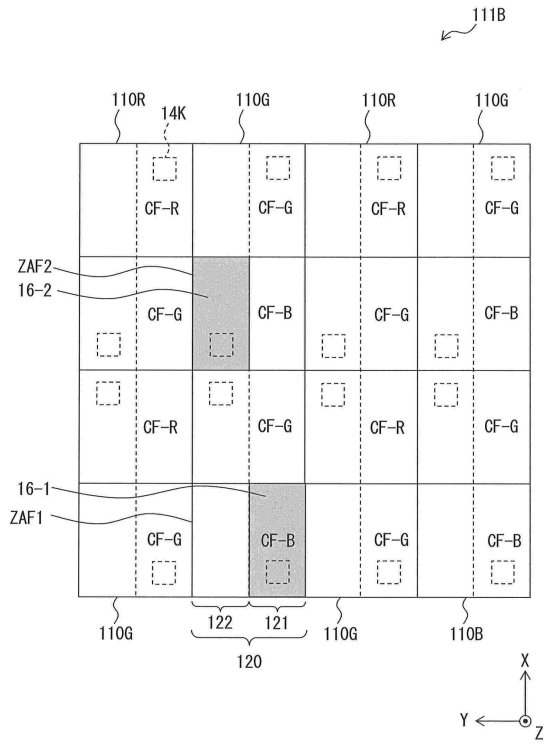 111B
110R 110G 110R 110G
14K
CF-R CF-G CF-R CF-G
ZAF2
16-2
CF-G CF-B CF-G CF-B
CF-R CF-G CF-R CF-G
16-1
ZAF1
CF-G CF-B CF-G CF-B
110G 122 121 110G 110B
120
X
Y Z